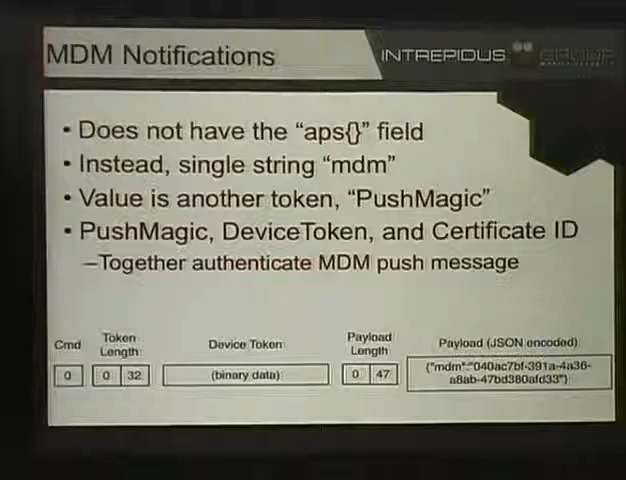 MDM Notifications
INTREPIDUS GROUP
• Does not have the “aps{}” field
• Instead, single string “mdm”
• Value is another token, “PushMagic”
• PushMagic, DeviceToken, and Certificate ID
–Together authenticate MDM push message
Cmd
Token
Length
Device Token
Payload
Length
Payload (JSON encoded)
0
0 32
(binary data)
0 47
{"mdm":"040ac7bf-391a-4a36-
a8ab-47bd380afd33"}